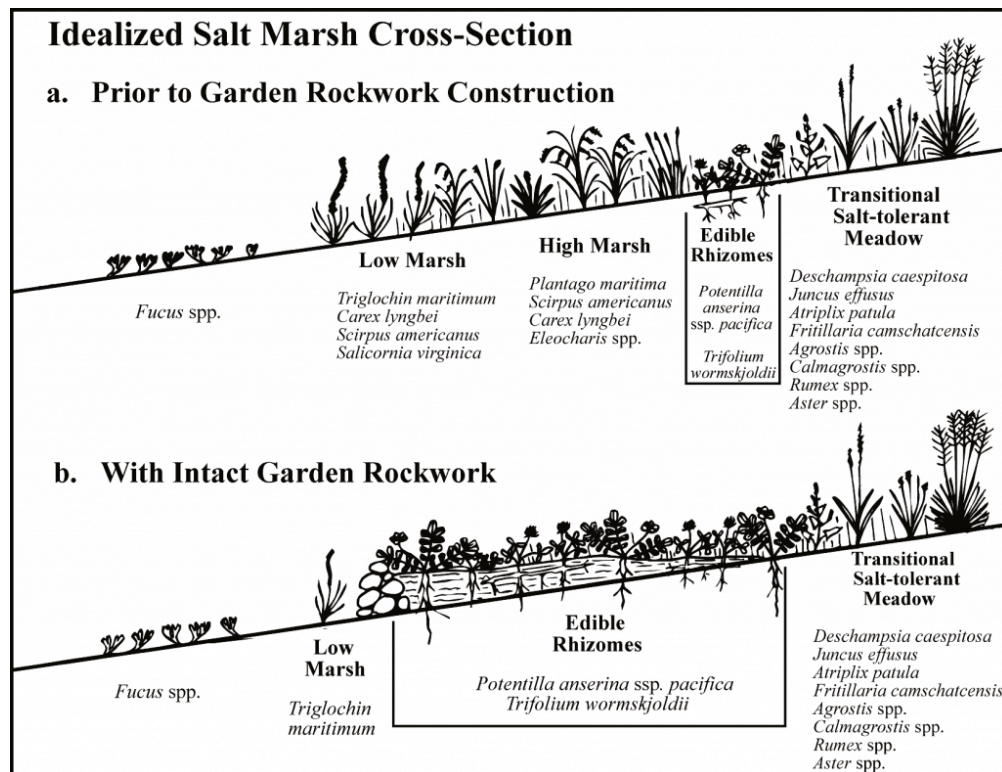 Idealized Salt Marsh Cross-Section
a. Prior to Garden Rockwork Construction
Fucus spp.
Low Marsh
Triglochin maritimum
Carex lyngbei
Scirpus americanus
Salicornia virginica
High Marsh
Plantago maritima
Scirpus americanus
Carex lyngbei
Eleocharis spp.
Edible
Rhizomes
Potentilla
anserina
ssp. pacifica
Trifolium
wormskjoldii
Transitional
Salt-tolerant
Meadow
Deschampsia caespitosa
Juncus effusus
Atriplix patula
Fritillaria camschatcensis
Agrostis spp.
Calmagrostis spp.
Rumex spp.
Aster spp.
b. With Intact Garden Rockwork
Fucus spp.
Low
Marsh
Triglochin
maritimum
Edible
Rhizomes
Potentilla anserina ssp. pacifica
Trifolium wormskjoldii
Transitional
Salt-tolerant
Meadow
Deschampsia caespitosa
Juncus effusus
Atriplix patula
Fritillaria camschatcensis
Agrostis spp.
Calmagrostis spp.
Rumex spp.
Aster spp.